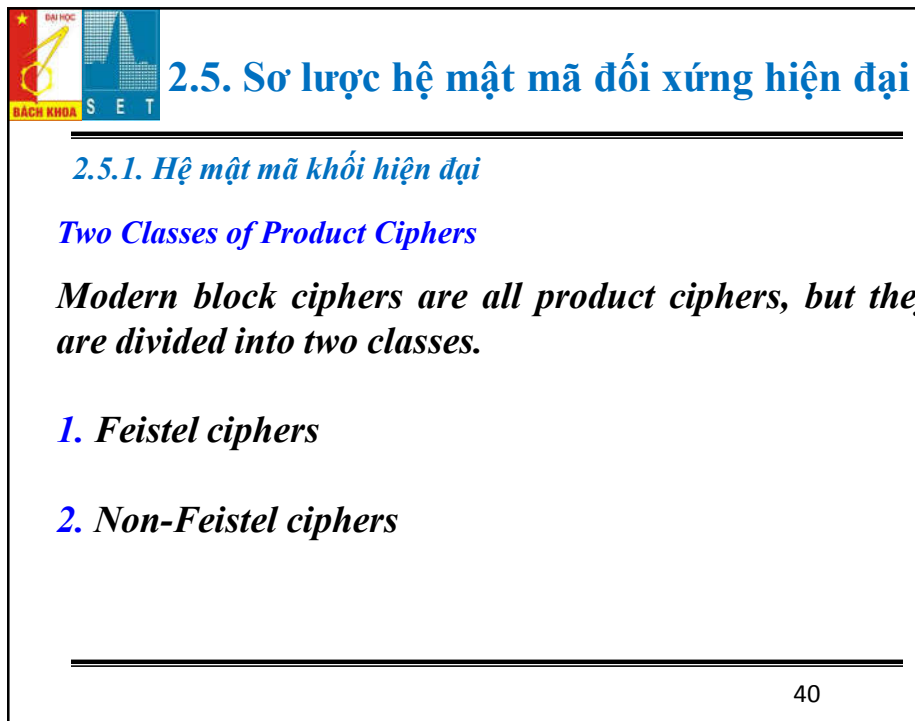 ĐẠI HỌC
BÁCH KHOA
S E T
2.5. Sơ lược hệ mật mã đối xứng hiện đại
2.5.1. Hệ mật mã khối hiện đại
Two Classes of Product Ciphers
Modern block ciphers are all product ciphers, but they
are divided into two classes.
1. Feistel ciphers
2. Non-Feistel ciphers
40